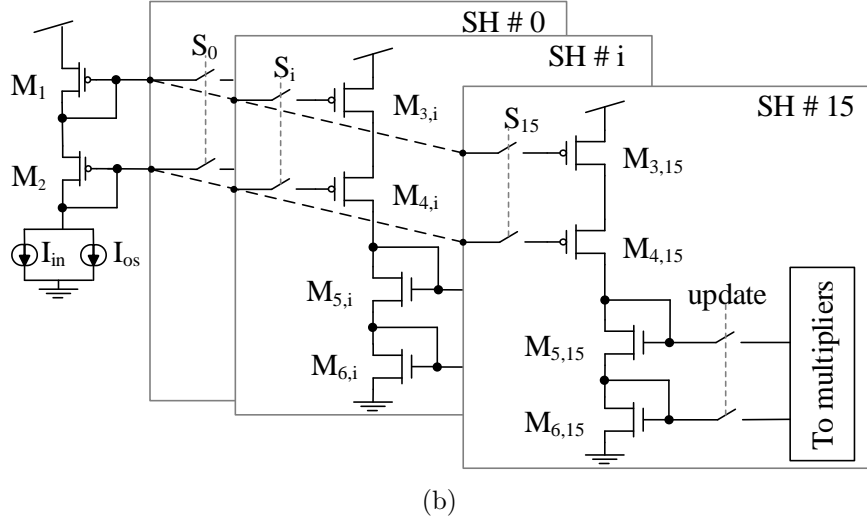 SH # 0
S0
Si
SH # i
M1
M3,i
S15
SH # 15
M2
M4,i
M3,15
Iin
Ios
M4,15
M5,i
update
M5,15
M6,i
M6,15
To multipliers
(b)